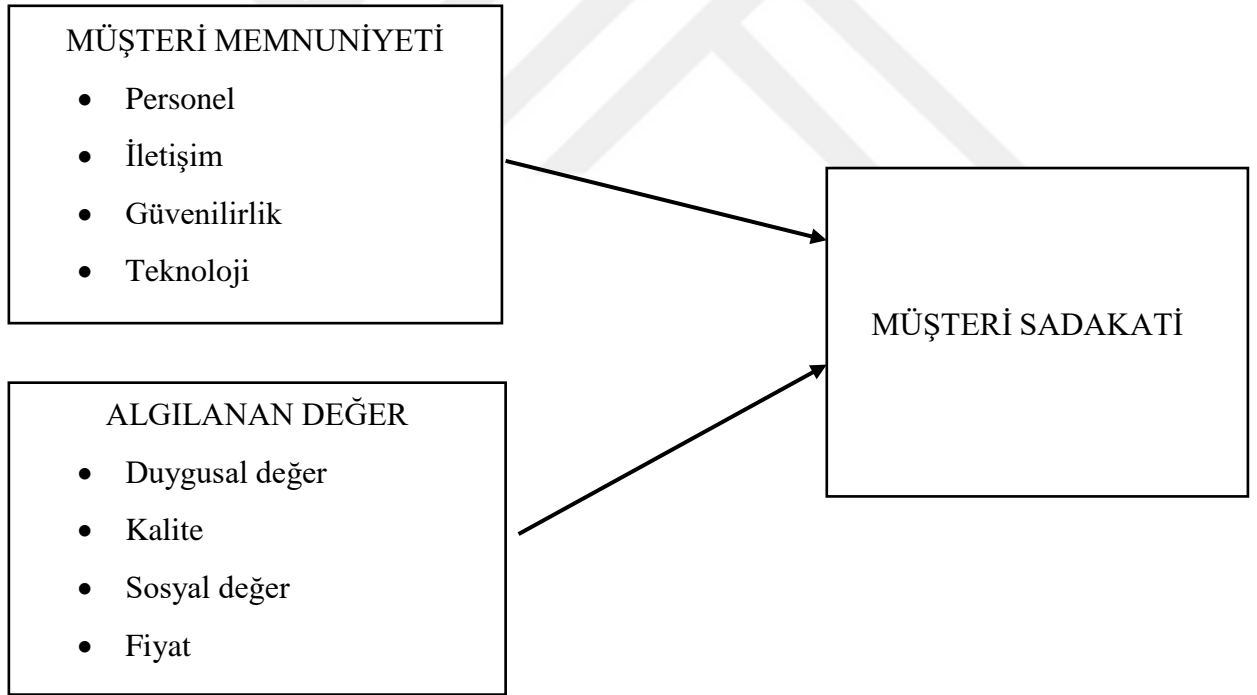 MÜŞTERİ MEMNUNİYETİ
• Personel
• İletişim
• Güvenilirlik
• Teknoloji
MÜŞTERİ SADAKATİ
ALGILANAN DEĞER
• Duygusal değer
• Kalite
• Sosyal değer
• Fiyat